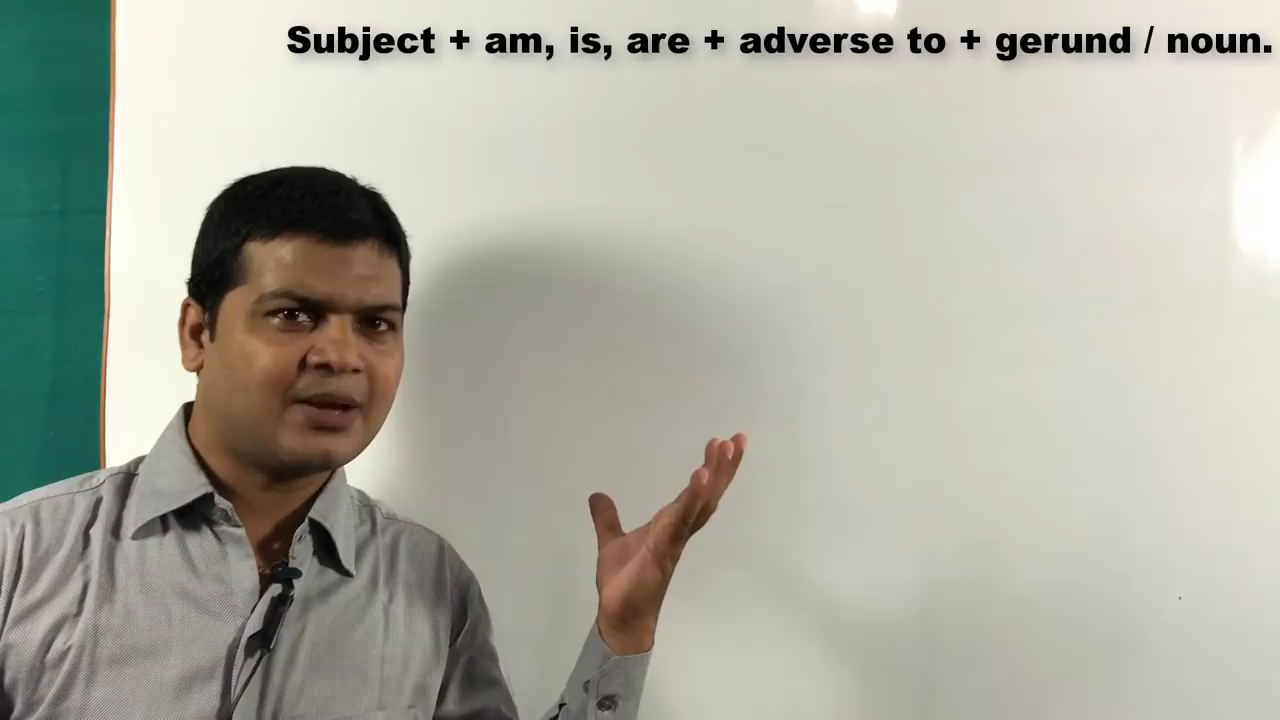 Subject + am, is, are + adverse to + gerund / noun.